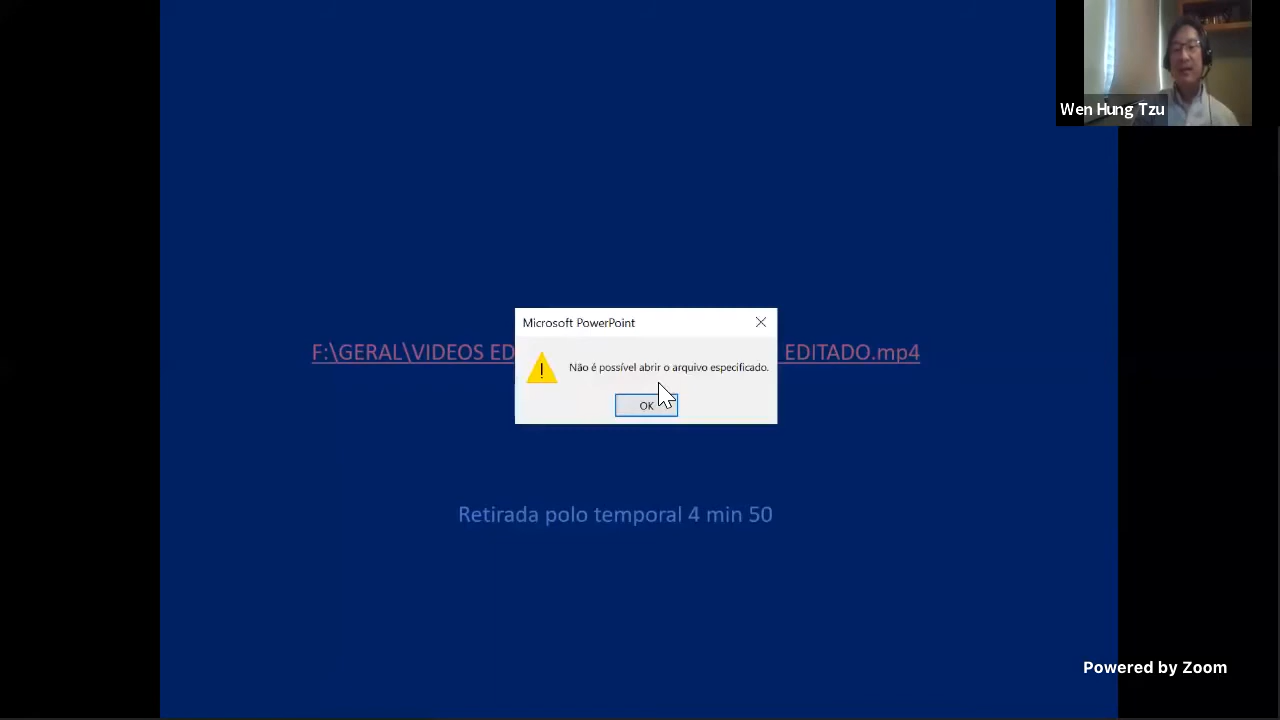 Wen Hung Tzu
Microsoft PowerPoint
F:\GERAL\VIDEOS ED
EDITADO.mp4
Não é possível abrir o arquivo especificado.
OK
Retirada polo temporal 4 min 50
Powered by Zoom